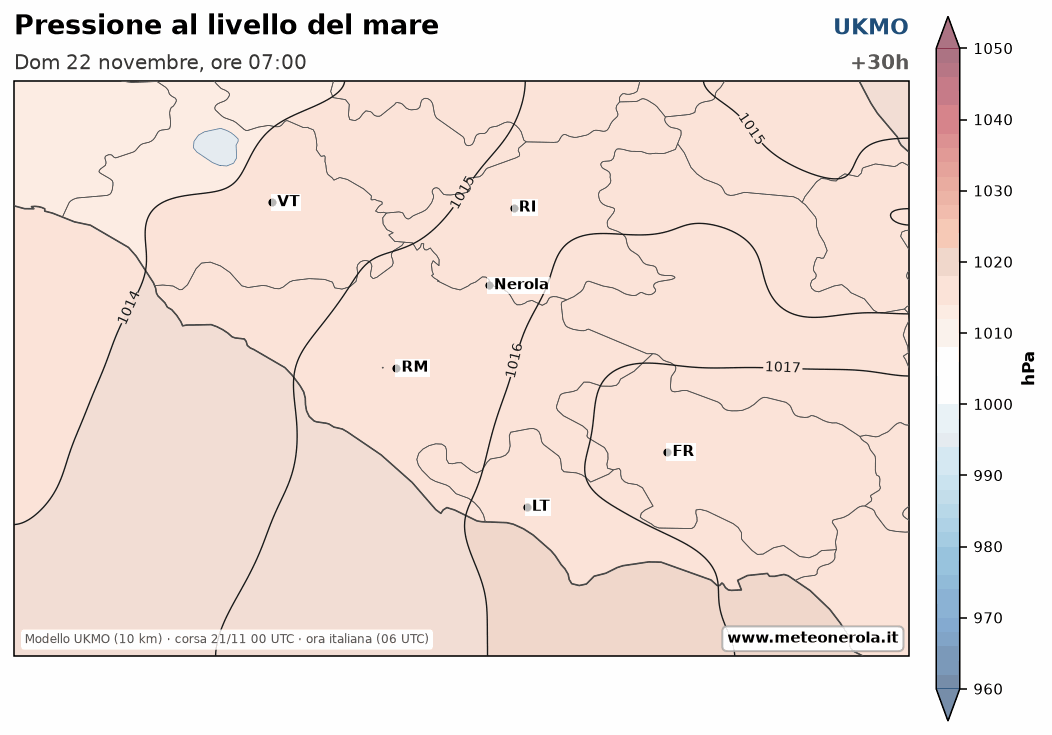 Pressione al livello del mare
UKMO
Dom 22 novembre, ore 07:00
+30h
1050
1040
1030
1020
1010
1000
990
980
970
960
hPa
1015
1015
VT
RI
Nerola
1014
1016
RM
1017
FR
LT
Modello UKMO (10 km) · corsa 21/11 00 UTC · ora italiana (06 UTC)
www.meteonerola.it